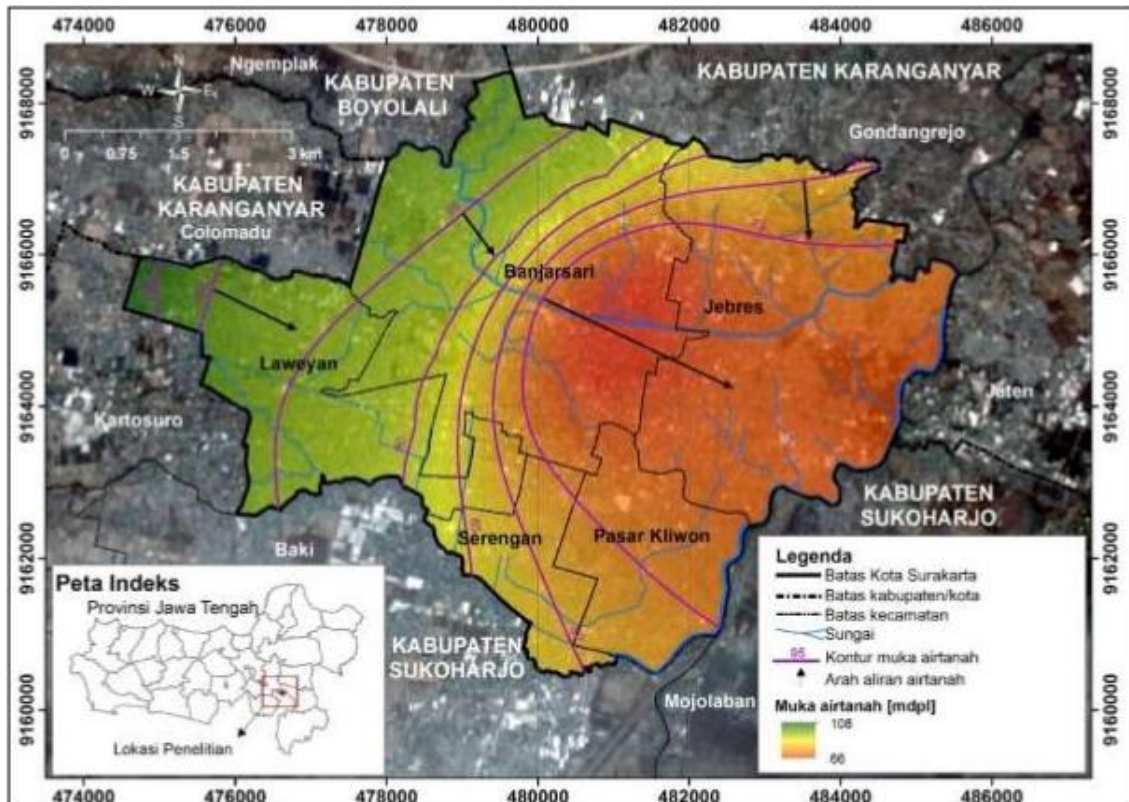 474000 476000 478000 480000 482000 484000 486000
9168000
9166000
9164000
9162000
9160000
9168000
9166000
9164000
9162000
9160000
N
W E
S
0 0.75 1.5 3 km
Ngemplak
KABUPATEN
BOYOLALI
KABUPATEN KARANGANYAR
Gondangrejo
KABUPATEN
KARANGANYAR
Colomadu
Banjarsari
Jebres
Laweyan
Kartosuro
Jaten
KABUPATEN
SUKOHARJO
Serengan
Pasar Kliwon
Baki
KABUPATEN
SUKOHARJO
Mojolaban
Peta Indeks
Provinsi Jawa Tengah
Lokasi Penelitian
Legenda
Batas Kota Surakarta
Batas kabupaten/kota
Batas kecamatan
Sungai
95 Kontur muka airtanah
Arah aliran airtanah
Muka airtanah [mdpl]
108
66
474000 476000 478000 480000 482000 484000 486000